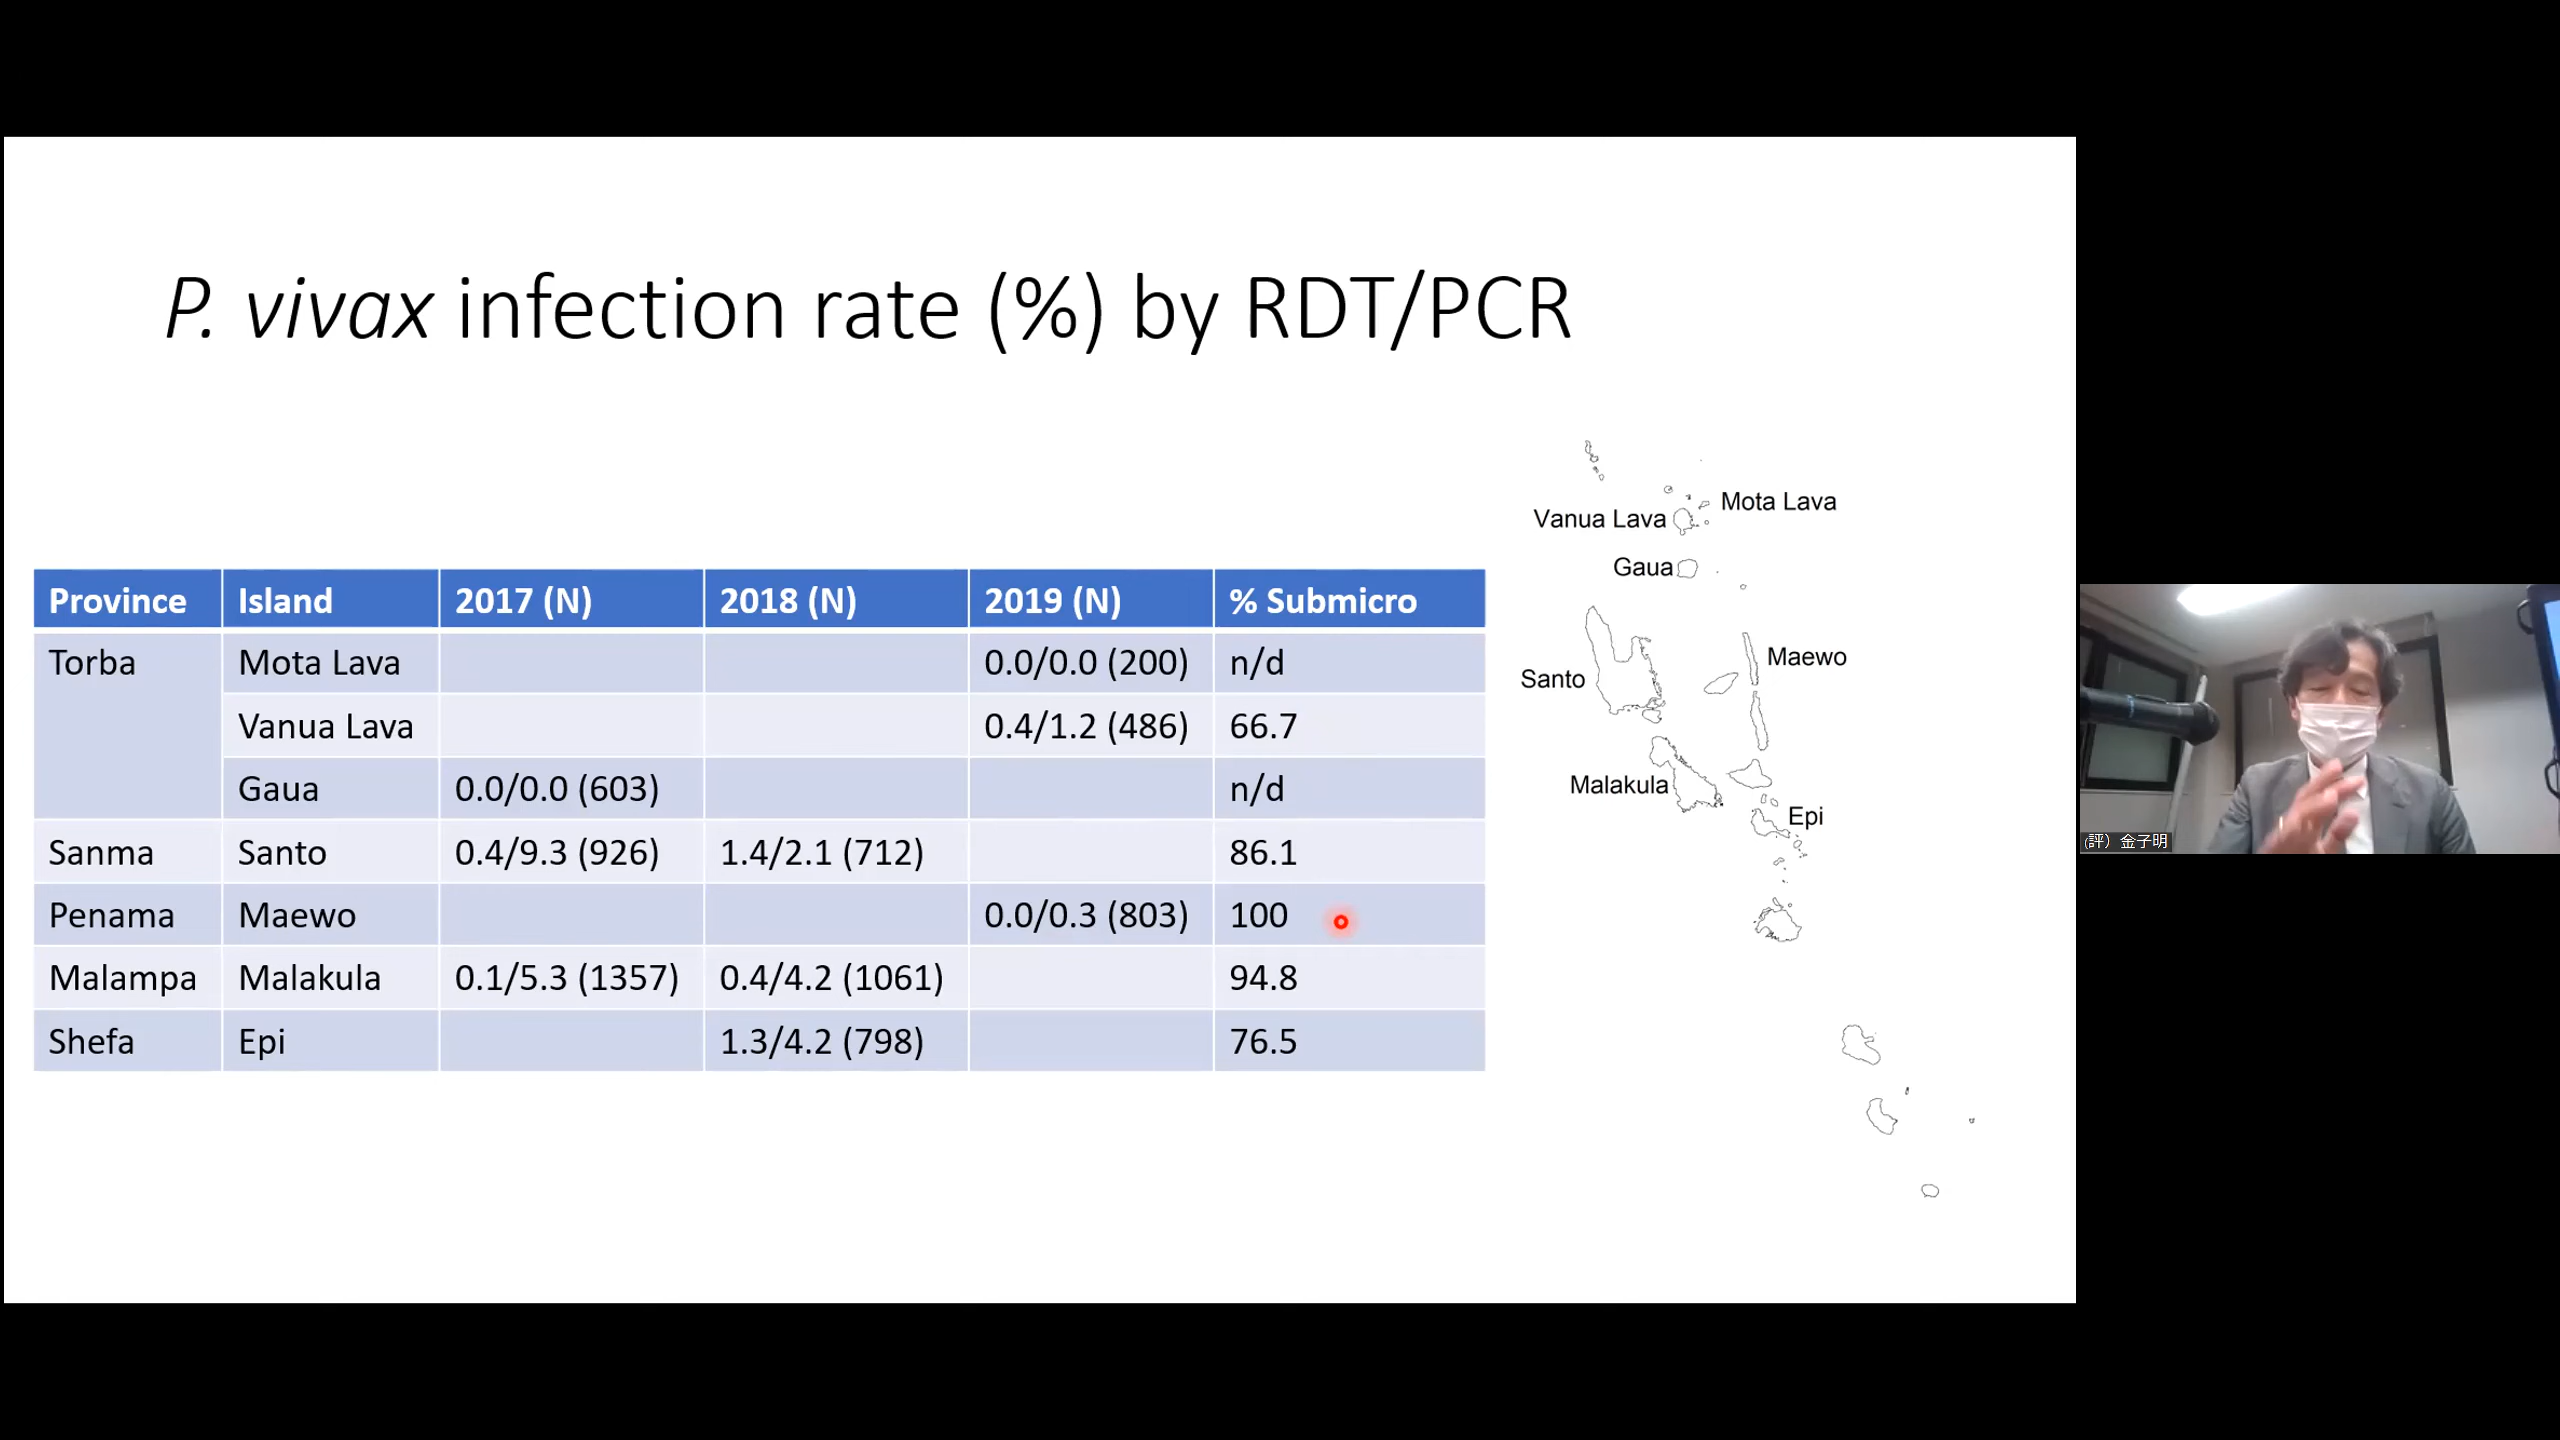 P. vivax infection rate (%) by RDT/PCR
Province Island 2017 (N) 2018 (N) 2019 (N) % Submicro
Torba Mota Lava 0.0/0.0 (200) n/d
Vanua Lava 0.4/1.2 (486) 66.7
Gaua 0.0/0.0 (603) n/d
Sanma Santo 0.4/9.3 (926) 1.4/2.1 (712) 86.1
Penama Maewo 0.0/0.3 (803) 100
Malampa Malakula 0.1/5.3 (1357) 0.4/4.2 (1061) 94.8
Shefa Epi 1.3/4.2 (798) 76.5
Mota Lava
Vanua Lava
Gaua
Maewo
Santo
Malakula
Epi
(評）金子明